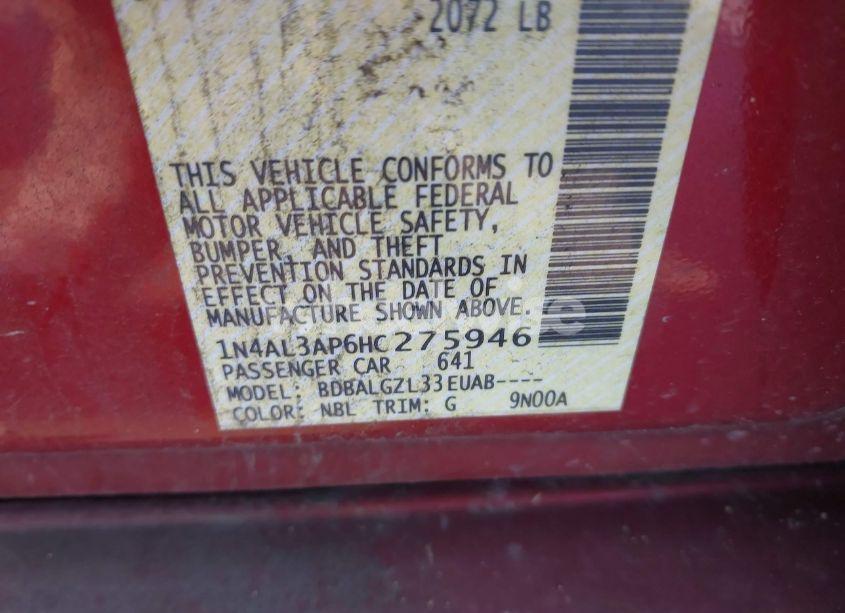 2072 LB
THIS VEHICLE CONFORMS TO
ALL APPLICABLE FEDERAL
MOTOR VEHICLE SAFETY,
BUMPER, AND THEFT
PREVENTION STANDARDS IN
EFFECT ON THE DATE OF
MANUFACTURE SHOWN ABOVE.
1N4AL3AP6HC275946
PASSENGER CAR 641
MODEL: BDBALGZL33EUAB----
COLOR: NBL TRIM: G 9N00A